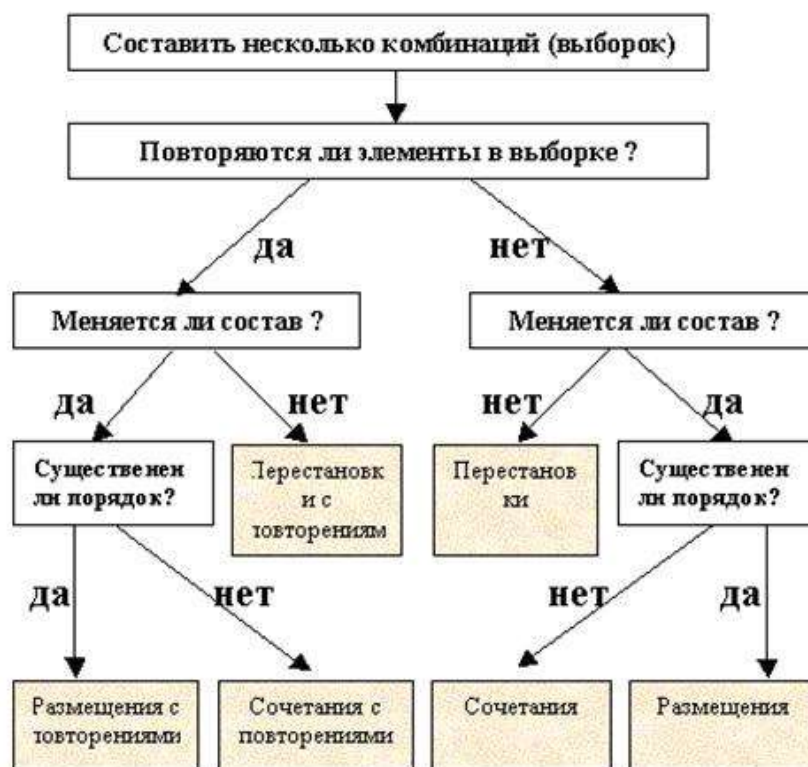 Составить несколько комбинаций (выборок)
Повторяются ли элементы в выборке ?
да
нет
Меняется ли состав ?
Меняется ли состав ?
да
нет
нет
да
Существенен
ли порядок?
Перестановк
и с
повторениям
Перестанов
ки
Существенен
ли порядок?
да
нет
нет
да
Размещения с
повторениями
Сочетания с
повторениями
Сочетания
Размещения